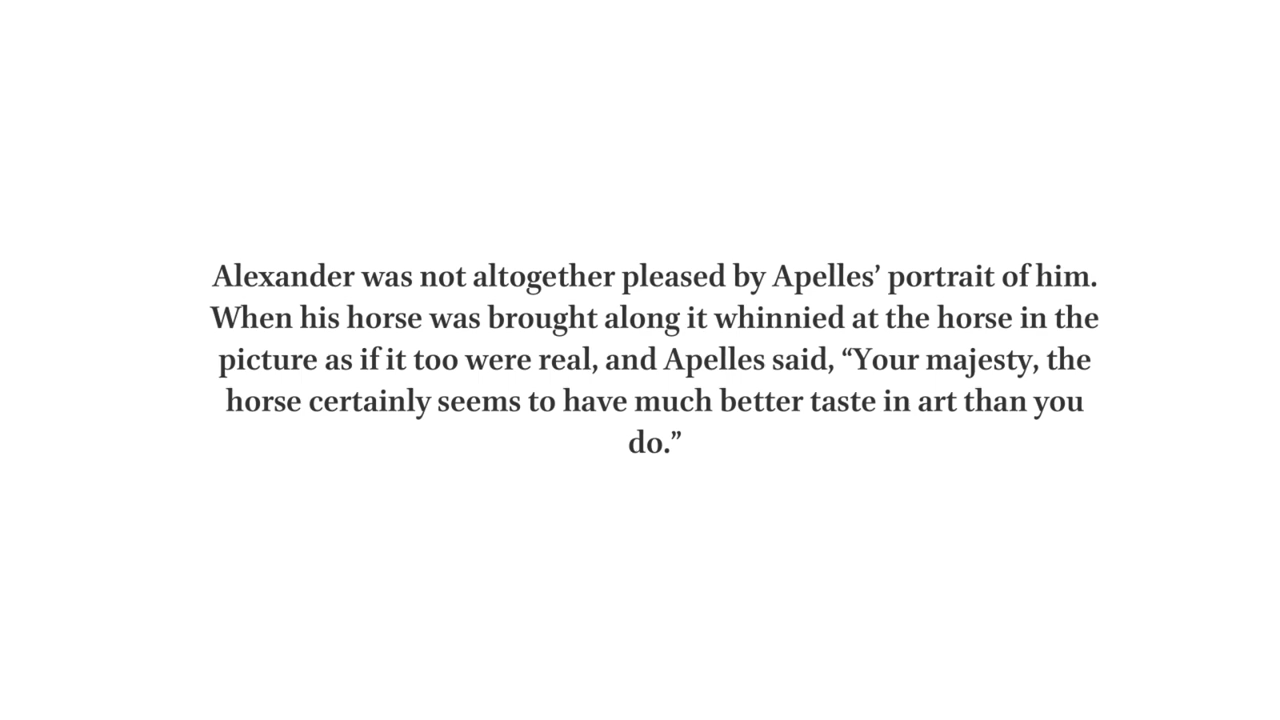 Alexander was not altogether pleased by Apelles’ portrait of him.
When his horse was brought along it whinnied at the horse in the
picture as if it too were real, and Apelles said, “Your majesty, the
horse certainly seems to have much better taste in art than you
do.”